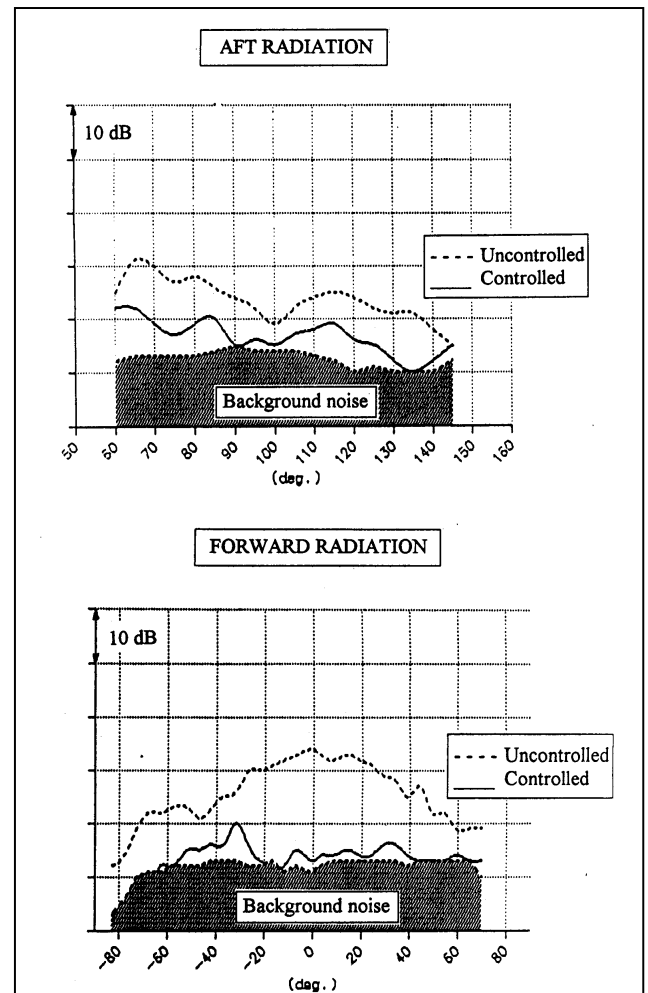 AFT RADIATION
10 dB
Uncontrolled
Controlled
Background noise
50 60 70 80 90 100 110 120 130 140 150 160
(deg.)
FORWARD RADIATION
10 dB
Uncontrolled
Controlled
Background noise
-80 -60 -40 -20 0 20 40 60 80
(deg.)